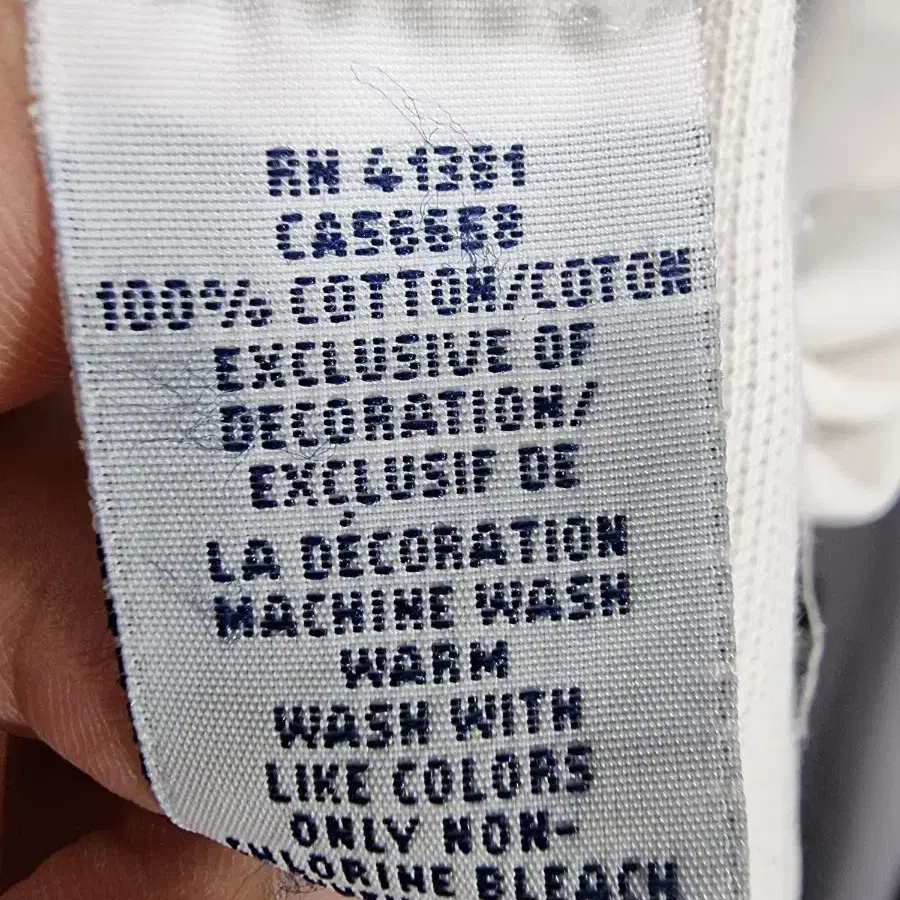 RN 41381
CA56668
100% COTTON/COTON
EXCLUSIVE OF
DECORATION/
EXCLUSIF DE
LA DÉCORATION
MACHINE WASH
WARM
WASH WITH
LIKE COLORS
ONLY NON-
CHLORINE BLEACH